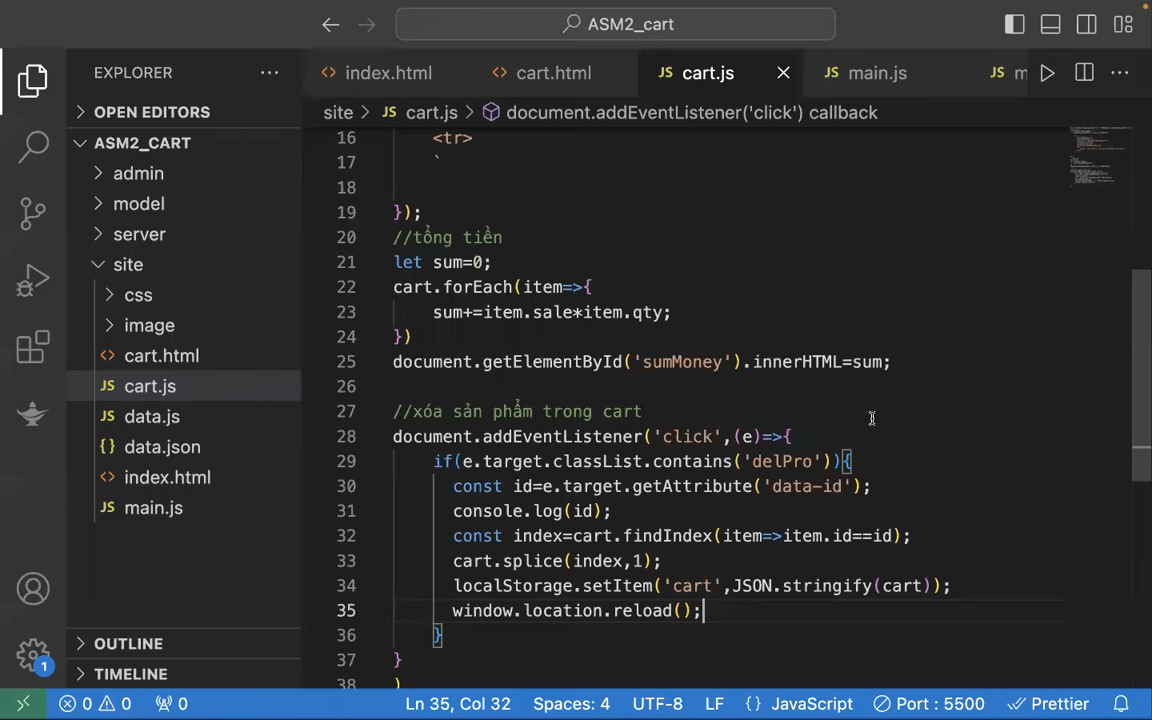 ASM2_cart
EXPLORER
index.html
cart.html
JS cart.js
JS main.js
JS m
OPEN EDITORS
site > JS cart.js > document.addEventListener('click') callback
ASM2_CART
admin
model
server
site
css
image
cart.html
JS cart.js
JS data.js
{} data.json
index.html
JS main.js
OUTLINE
TIMELINE
16 <tr>
17 `
18
19 });
20 //tổng tiền
21 let sum=0;
22 cart.forEach(item=>{
23 sum+=item.sale*item.qty;
24 })
25 document.getElementById('sumMoney').innerHTML=sum;
26
27 //xóa sản phẩm trong cart
28 document.addEventListener('click',(e)=>{
29 if(e.target.classList.contains('delPro')){
30 const id=e.target.getAttribute('data-id');
31 console.log(id);
32 const index=cart.findIndex(item=>item.id==id);
33 cart.splice(index,1);
34 localStorage.setItem('cart',JSON.stringify(cart));
35 window.location.reload();
36 }
37 }
38 )
1
0 0 0 Ln 35, Col 32 Spaces: 4 UTF-8 LF {} JavaScript Port : 5500 Prettier